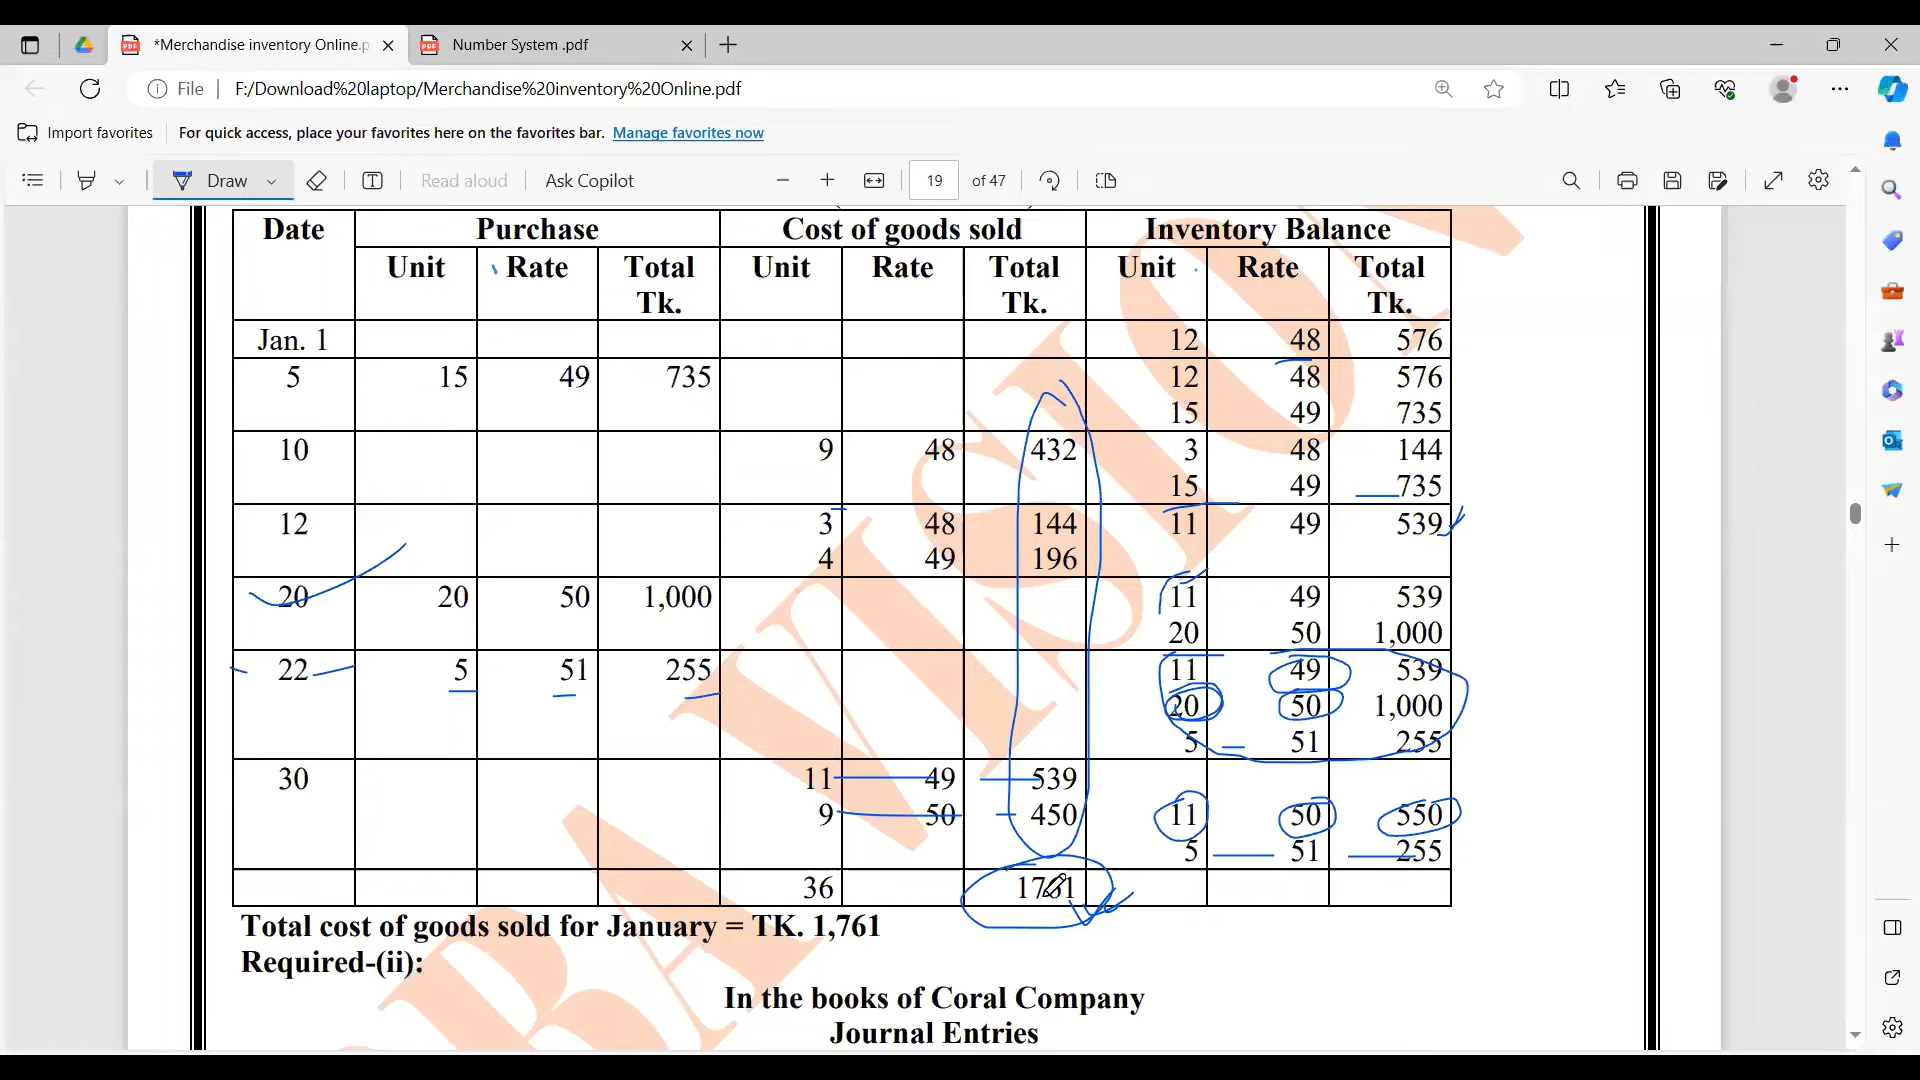 *Merchandise inventory Online.p
Number System .pdf
File F:/Download%20laptop/Merchandise%20inventory%20Online.pdf
Import favorites For quick access, place your favorites here on the favorites bar. Manage favorites now
Draw Read aloud Ask Copilot 19 of 47
Date Purchase Cost of goods sold Inventory Balance
Unit Rate Total Tk. Unit Rate Total Tk. Unit Rate Total Tk.
Jan. 1 12 48 576
5 15 49 735 12 48 576
15 49 735
10 9 48 432 3 48 144
15 49 735
12 3 48 144 11 49 539
4 49 196
20 20 50 1,000 11 49 539
20 50 1,000
22 5 51 255 11 49 539
20 50 1,000
5 51 255
30 11 49 539
9 50 450 11 50 550
5 51 255
36 1761
Total cost of goods sold for January = TK. 1,761
Required-(ii):
In the books of Coral Company
Journal Entries
RA VISION